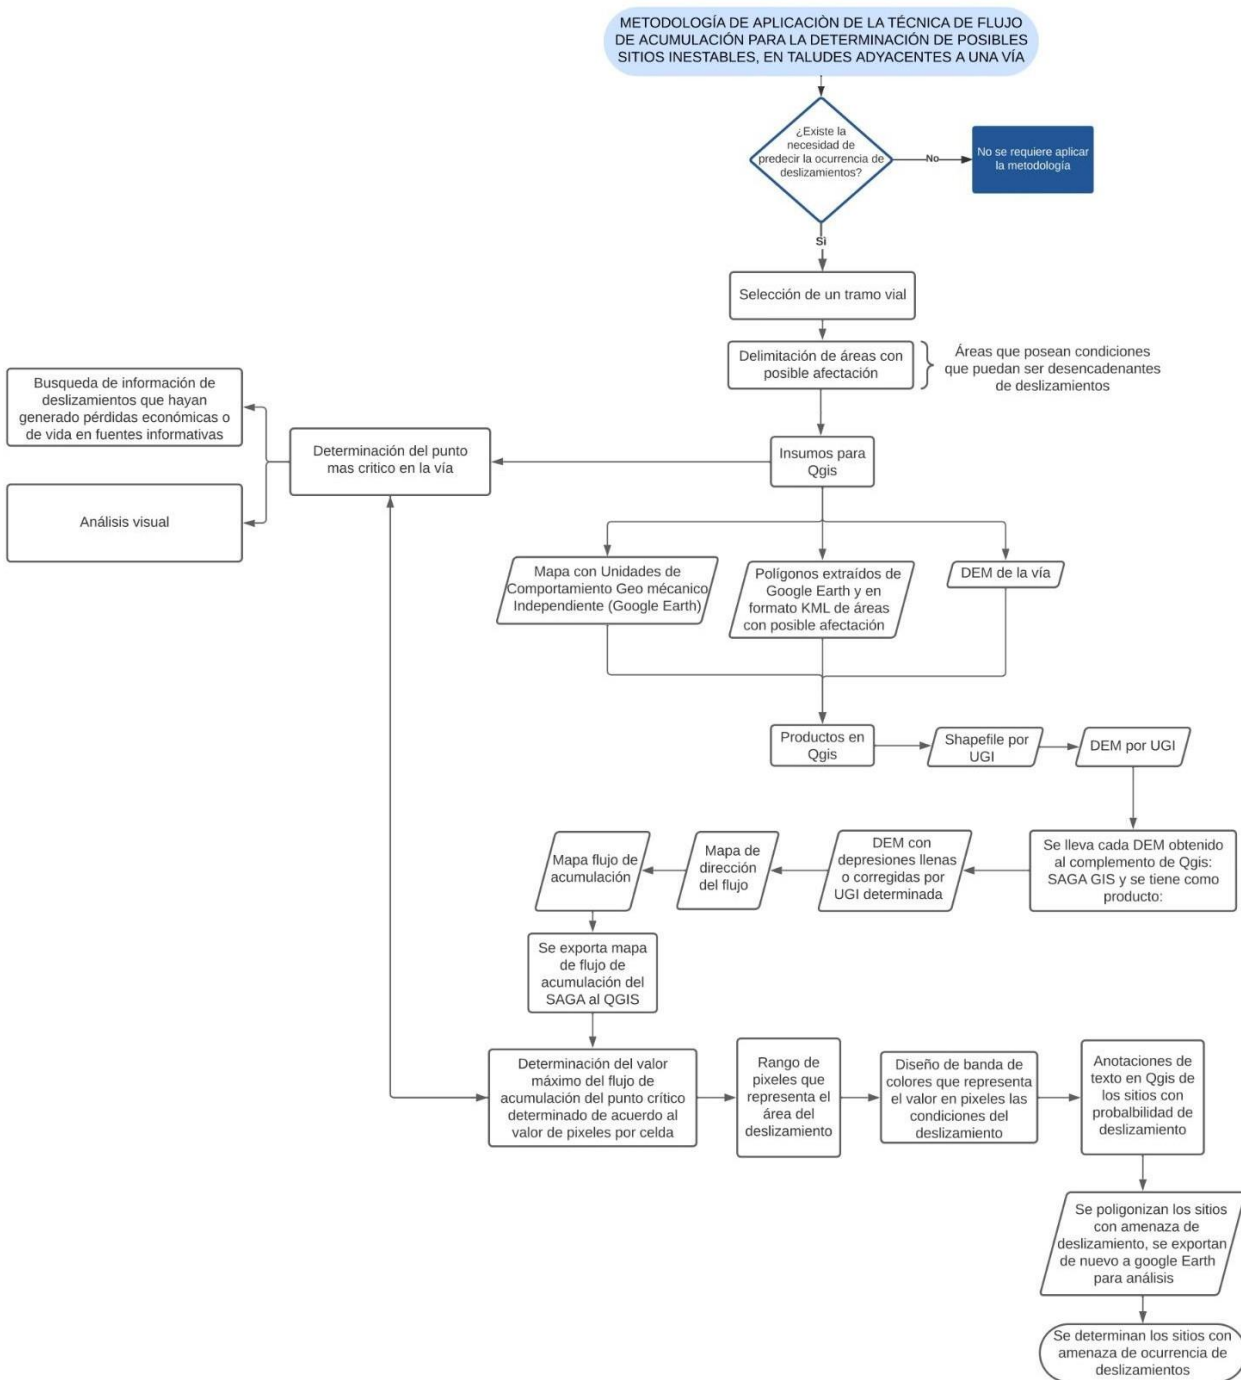 METODOLOGÍA DE APLICACIÒN DE LA TÉCNICA DE FLUJO
DE ACUMULACIÓN PARA LA DETERMINACIÓN DE POSIBLES
SITIOS INESTABLES, EN TALUDES ADYACENTES A UNA VÍA
¿Existe la
necesidad de
predecir la ocurrencia de
deslizamientos?
No
No se requiere aplicar
la metodología
Sì
Selección de un tramo vial
Delimitación de áreas con
posible afectación
Áreas que posean condiciones
que puedan ser desencadenantes
de deslizamientos
Insumos para
Qgis
Determinación del punto
mas critico en la vía
Busqueda de información de
deslizamientos que hayan
generado pérdidas económicas o
de vida en fuentes informativas
Análisis visual
Mapa con Unidades de
Comportamiento Geo mécanico
Independiente (Google Earth)
Polígonos extraídos de
Google Earth y en
formato KML de áreas
con posible afectación
DEM de la vía
Productos en
Qgis
Shapefile por
UGI
DEM por UGI
Se lleva cada DEM obtenido
al complemento de Qgis:
SAGA GIS y se tiene como
producto:
DEM con
depresiones llenas
o corregidas por
UGI determinada
Mapa de
dirección
del flujo
Mapa flujo de
acumulación
Se exporta mapa
de flujo de
acumulación del
SAGA al QGIS
Determinación del valor
máximo del flujo de
acumulación del punto crítico
determinado de acuerdo al
valor de pixeles por celda
Rango de
pixeles que
representa el
área del
deslizamiento
Diseño de banda de
colores que representa
el valor en pixeles las
condiciones del
deslizamiento
Anotaciones de
texto en Qgis de
los sitios con
probalbilidad de
deslizamiento
Se poligonizan los sitios
con amenaza de
deslizamiento, se exportan
de nuevo a google Earth
para análisis
Se determinan los sitios con
amenaza de ocurrencia de
deslizamientos